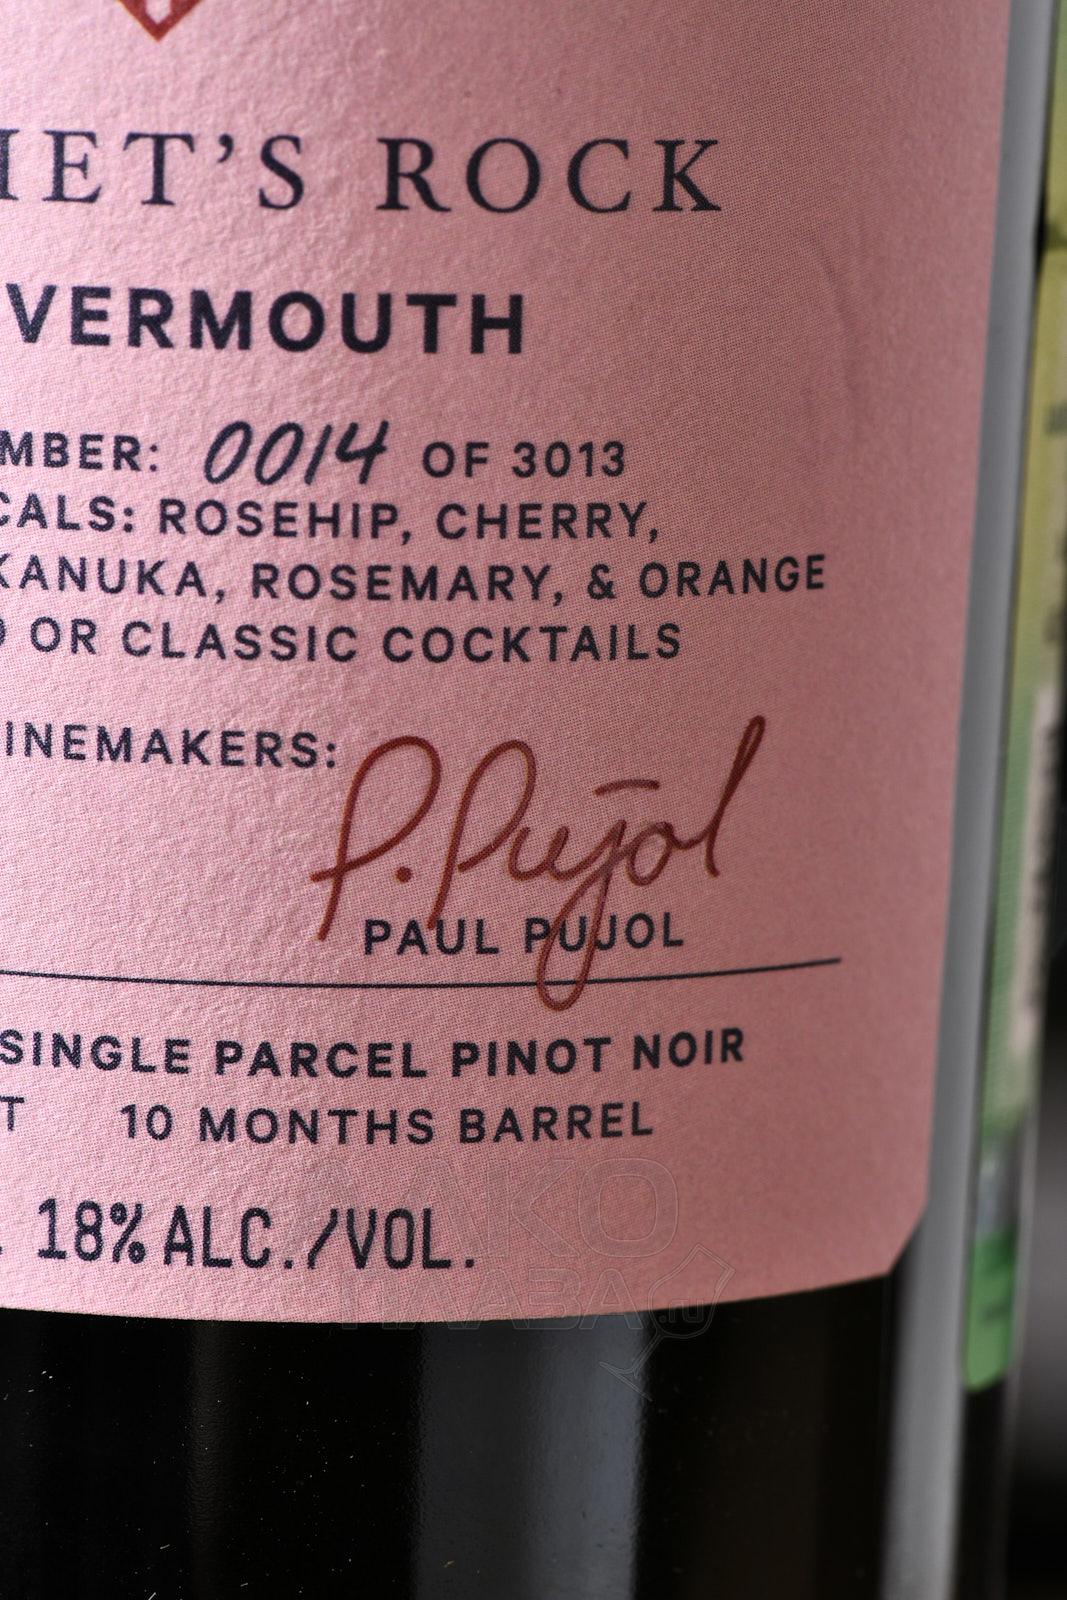 IET'S ROCK
VERMOUTH
MBER: 0014 OF 3013
CALS: ROSEHIP, CHERRY,
KANUKA, ROSEMARY, & ORANGE
OR CLASSIC COCKTAILS
INEMAKERS: P. Pujol
PAUL PUJOL
SINGLE PARCEL PINOT NOIR
T 10 MONTHS BARREL
18% ALC./VOL.